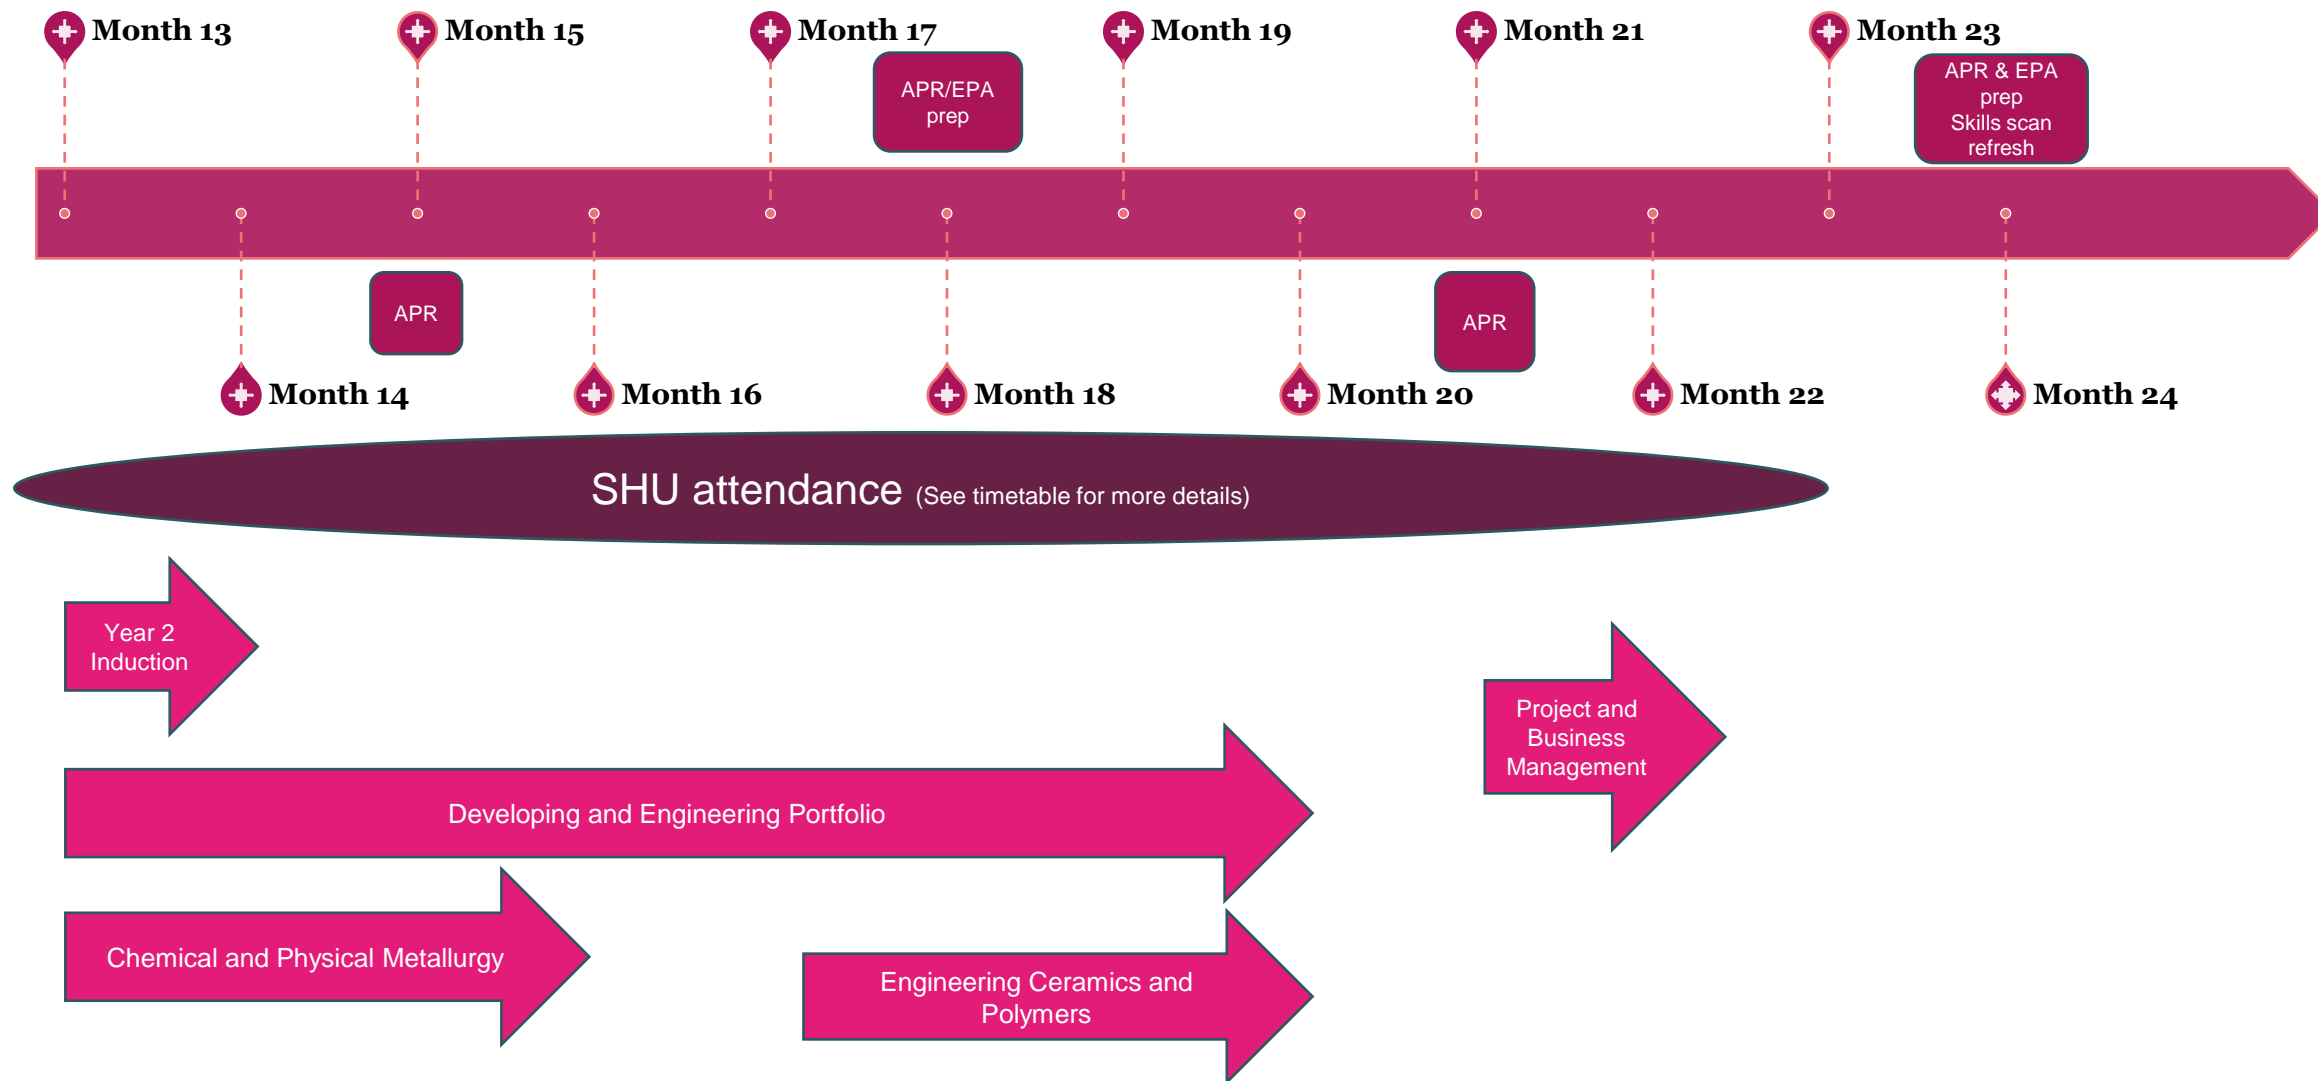 Month 13
Month 15
Month 17
Month 19
Month 21
Month 23
APR/EPA
prep
APR & EPA
prep
Skills scan
refresh
APR
APR
Month 14
Month 16
Month 18
Month 20
Month 22
Month 24
SHU attendance (See timetable for more details)
Year 2
Induction
Project and
Business
Management
Developing and Engineering Portfolio
Chemical and Physical Metallurgy
Engineering Ceramics and
Polymers